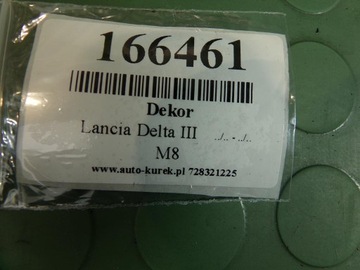 166461
Dekor
Lancia Delta III ../.. - ../..
M8
www.auto-kurek.pl 728321225